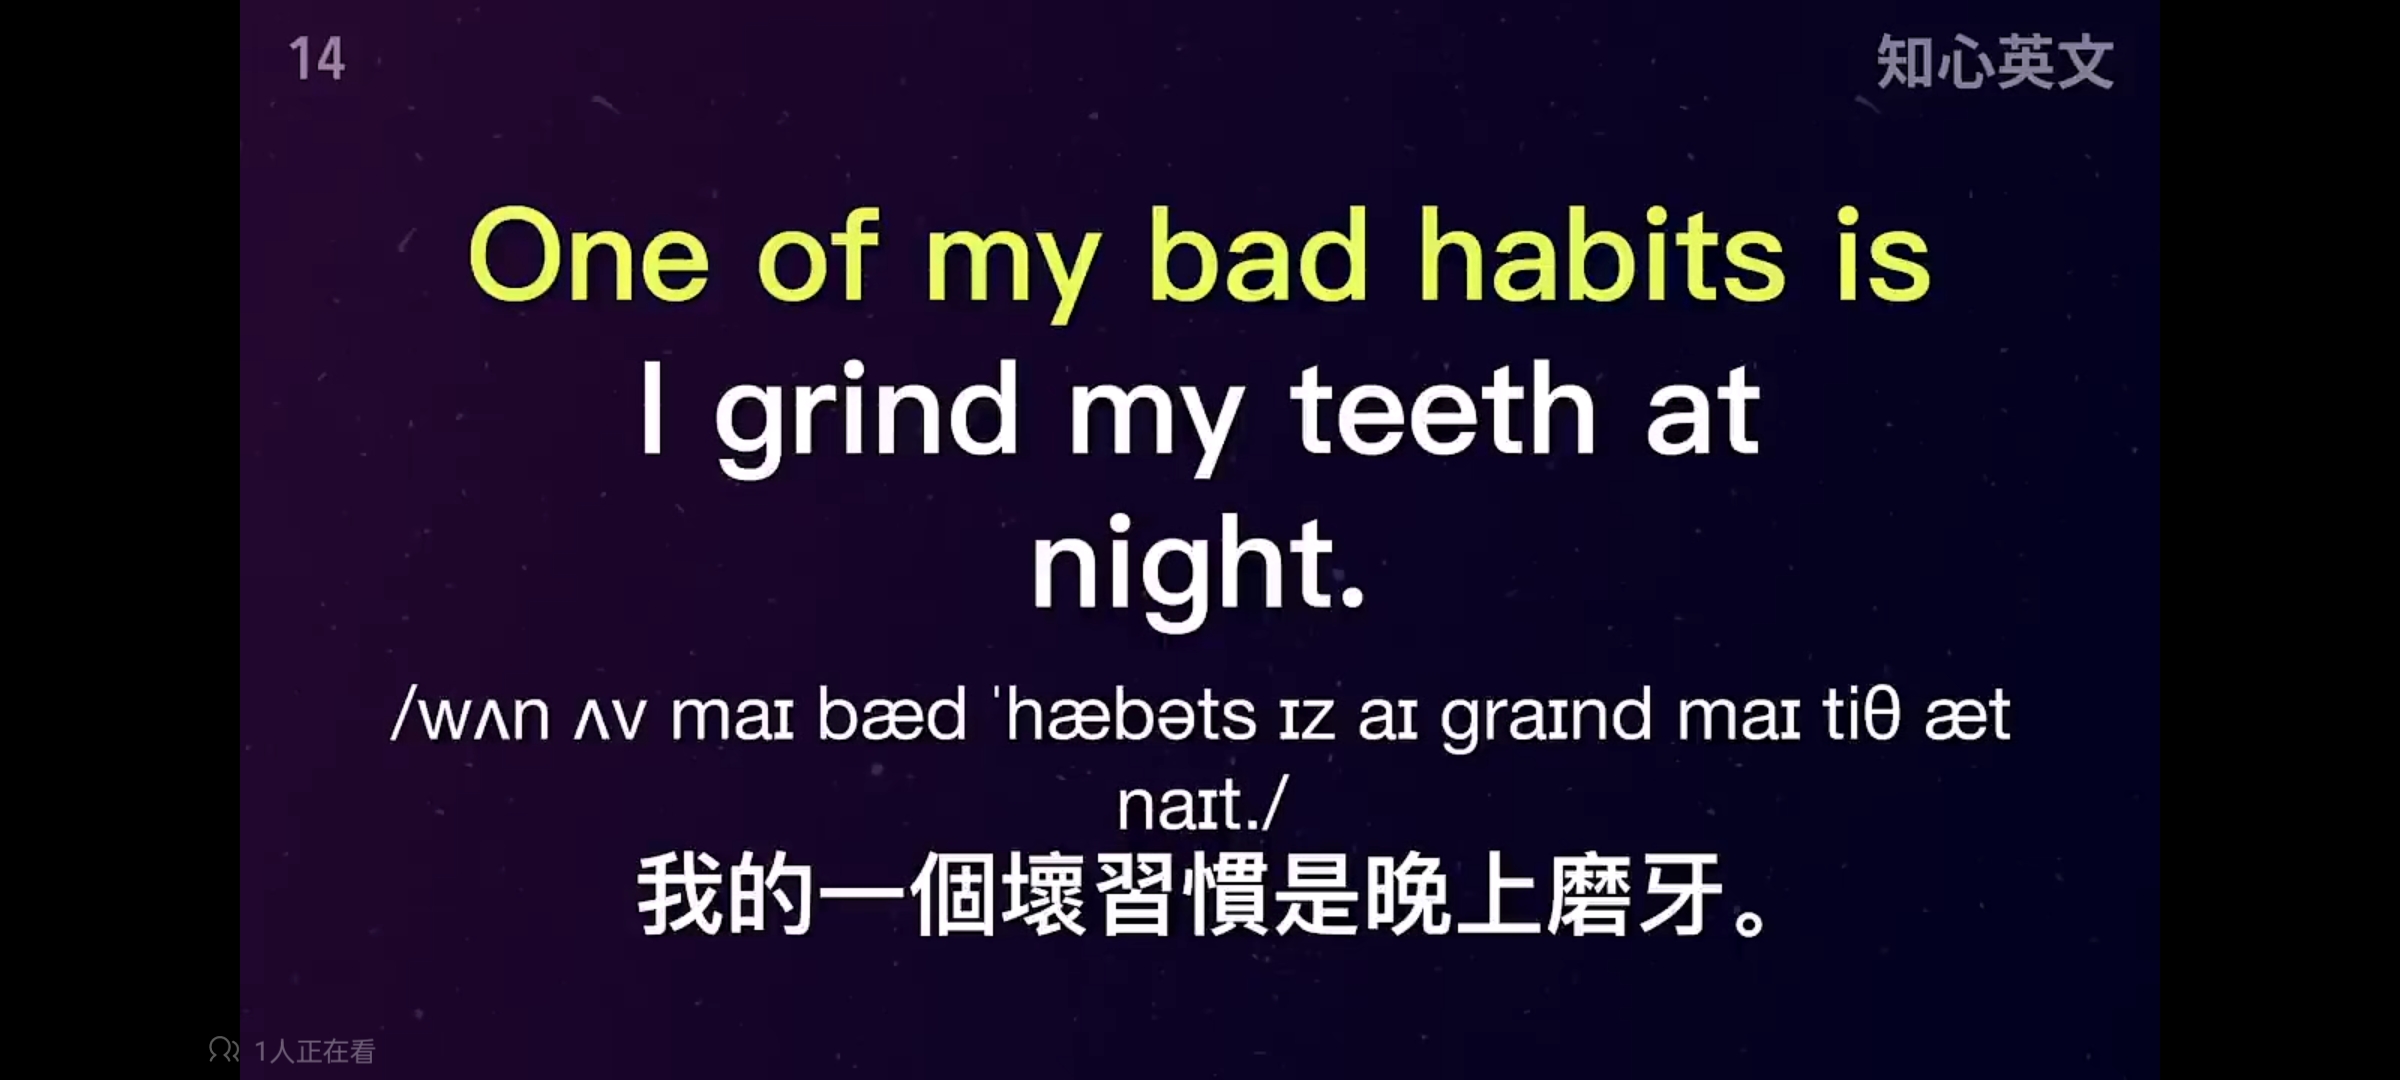 14
知心英文
One of my bad habits is
I grind my teeth at
night.
/wʌn ʌv maɪ bæd ˈhæbəts ɪz aɪ graɪnd maɪ tiθ æt
naɪt./
我的一個壞習慣是晚上磨牙。
1人正在看